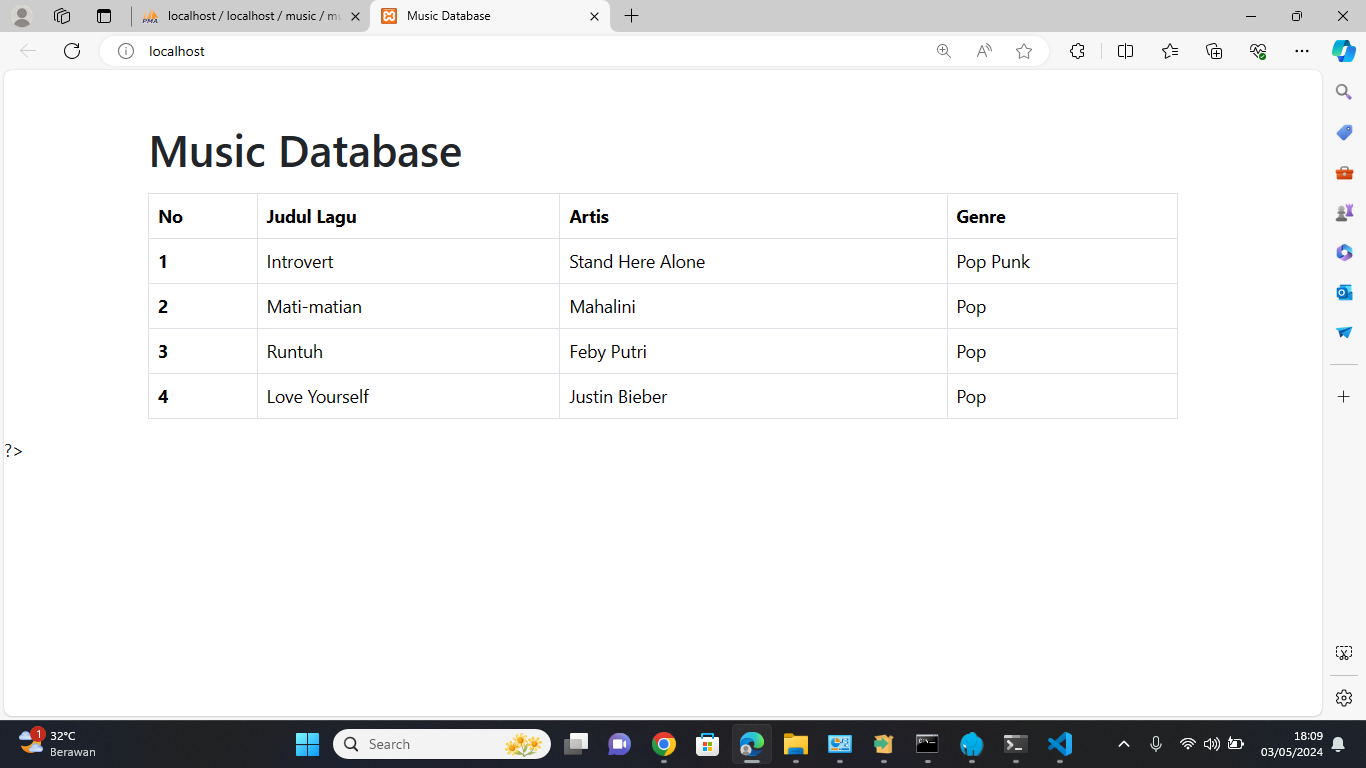 localhost / localhost / music / mu
Music Database
localhost
Music Database
No Judul Lagu Artis Genre
1 Introvert Stand Here Alone Pop Punk
2 Mati-matian Mahalini Pop
3 Runtuh Feby Putri Pop
4 Love Yourself Justin Bieber Pop
?>
1
32°C
Berawan
Search
18:09
03/05/2024